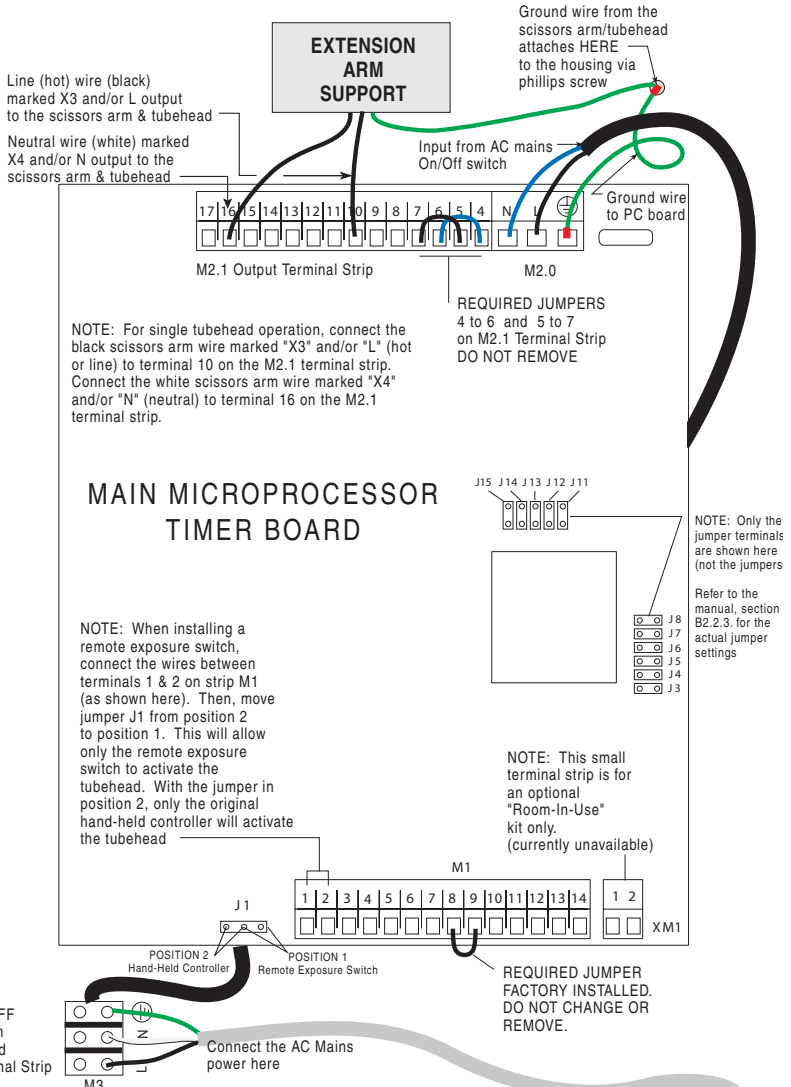 Ground wire from the
scissors arm/tubehead
attaches HERE
to the housing via
phillips screw
EXTENSION
ARM
SUPPORT
Line (hot) wire (black)
marked X3 and/or L output
to the scissors arm & tubehead
Neutral wire (white) marked
X4 and/or N output to the
scissors arm & tubehead
Input from AC mains
On/Off switch
Ground wire
to PC board
17 16 15 14 13 12 11 10 9 8 7 6 5 4 N L
M2.1 Output Terminal Strip
M2.0
REQUIRED JUMPERS
4 to 6 and 5 to 7
on M2.1 Terminal Strip
DO NOT REMOVE
NOTE: For single tubehead operation, connect the
black scissors arm wire marked "X3" and/or "L" (hot
or line) to terminal 10 on the M2.1 terminal strip.
Connect the white scissors arm wire marked "X4"
and/or "N" (neutral) to terminal 16 on the M2.1
terminal strip.
MAIN MICROPROCESSOR
TIMER BOARD
J15 J14 J13 J12 J11
NOTE: Only the
jumper terminals
are shown here
(not the jumpers
Refer to the
manual, section
B2.2.3. for the
actual jumper
settings
J8
J7
J6
J5
J4
J3
NOTE: When installing a
remote exposure switch,
connect the wires between
terminals 1 & 2 on strip M1
(as shown here). Then, move
jumper J1 from position 2
to position 1. This will allow
only the remote exposure
switch to activate the
tubehead. With the jumper in
position 2, only the original
hand-held controller will activate
the tubehead
NOTE: This small
terminal strip is for
an optional
"Room-In-Use"
kit only.
(currently unavailable)
M1
1 2 3 4 5 6 7 8 9 10 11 12 13 14
1 2
XM1
J1
POSITION 2
Hand-Held Controller
POSITION 1
Remote Exposure Switch
REQUIRED JUMPER
FACTORY INSTALLED.
DO NOT CHANGE OR
REMOVE.
N
L
Connect the AC Mains
power here
M3